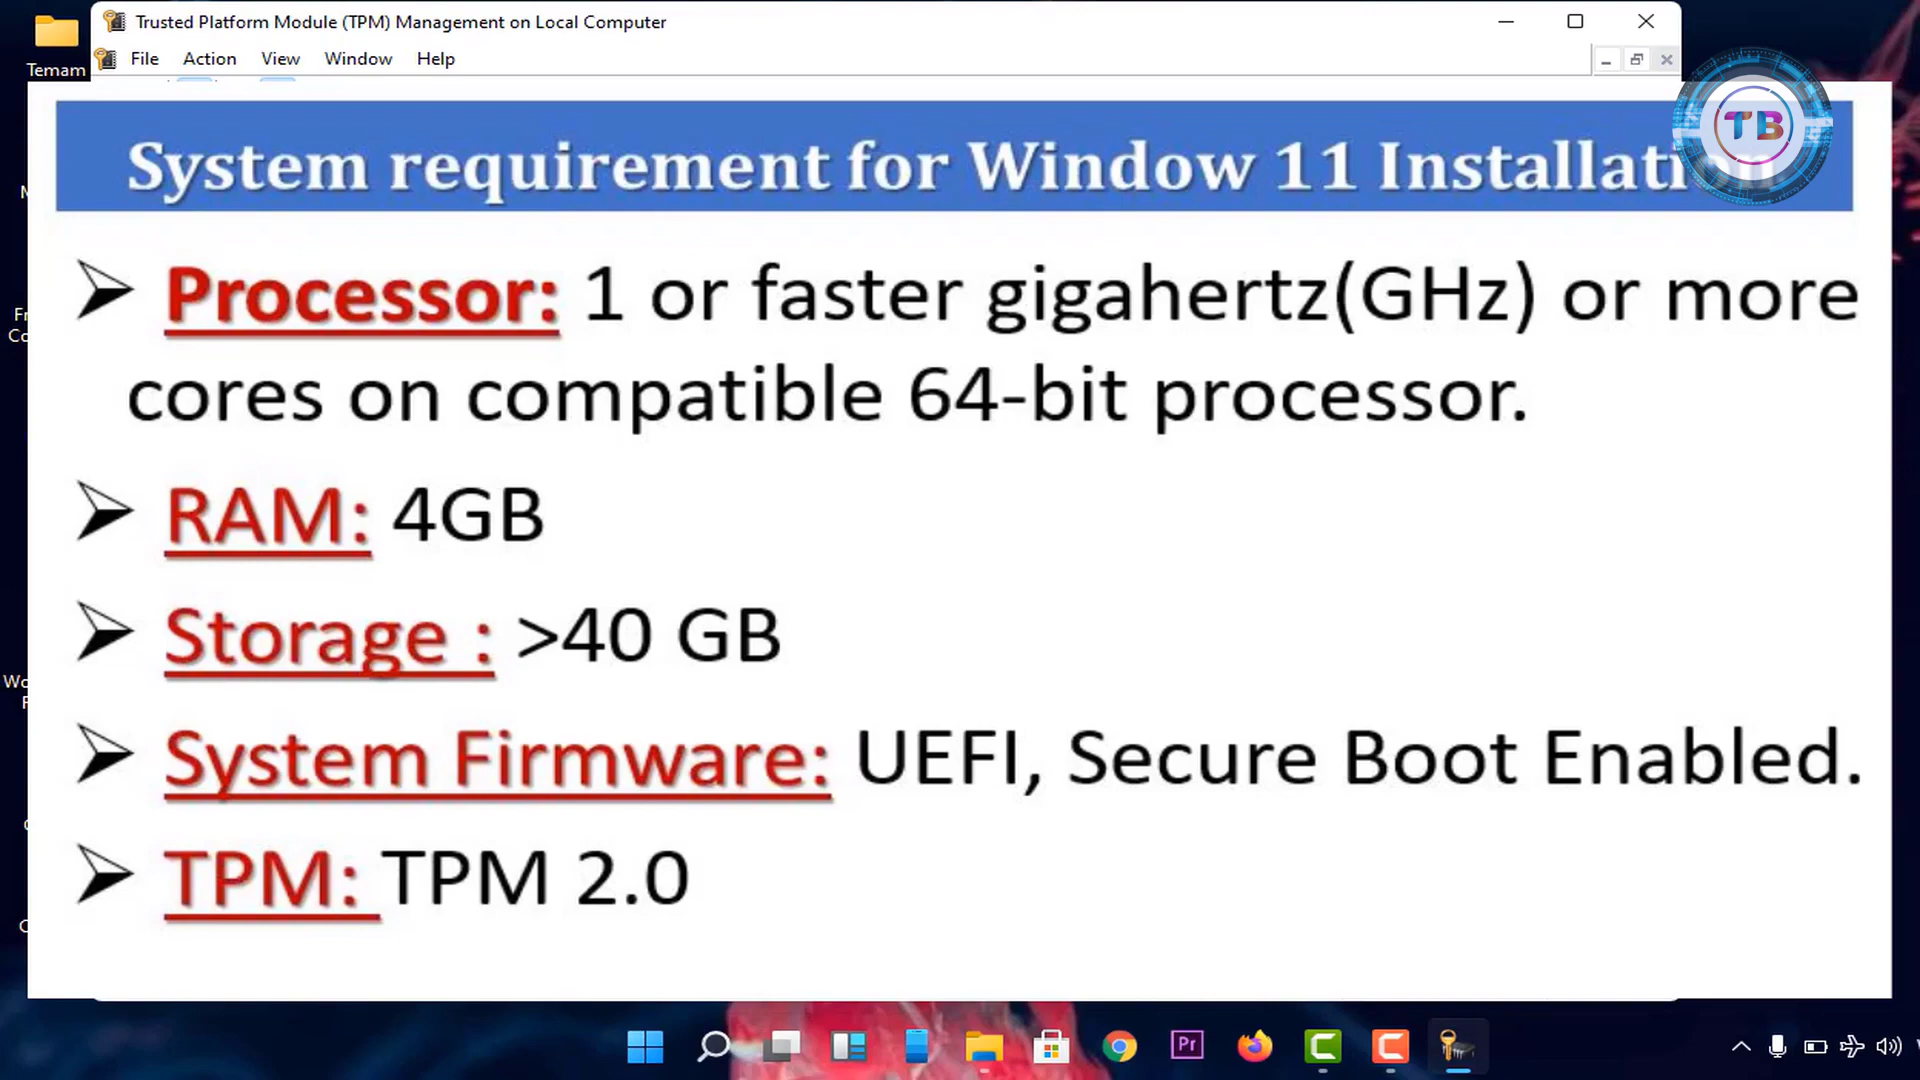 Trusted Platform Module (TPM) Management on Local Computer
File Action View Window Help
Temam
TB
System requirement for Window 11 Installation
Processor: 1 or faster gigahertz(GHz) or more
cores on compatible 64-bit processor.
RAM: 4GB
Storage : >40 GB
System Firmware: UEFI, Secure Boot Enabled.
TPM: TPM 2.0
Pr